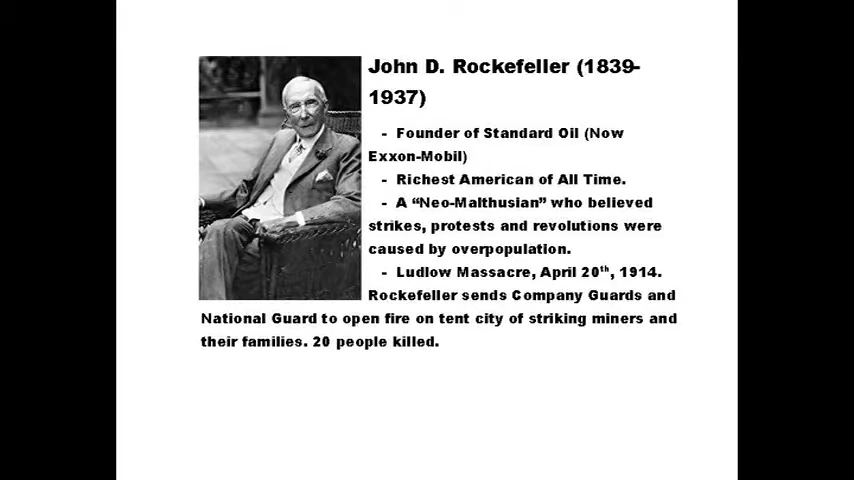 John D. Rockefeller (1839-
1937)
- Founder of Standard Oil (Now
Exxon-Mobil)
- Richest American of All Time.
- A “Neo-Malthusian” who believed
strikes, protests and revolutions were
caused by overpopulation.
- Ludlow Massacre, April 20th, 1914.
Rockefeller sends Company Guards and
National Guard to open fire on tent city of striking miners and
their families. 20 people killed.